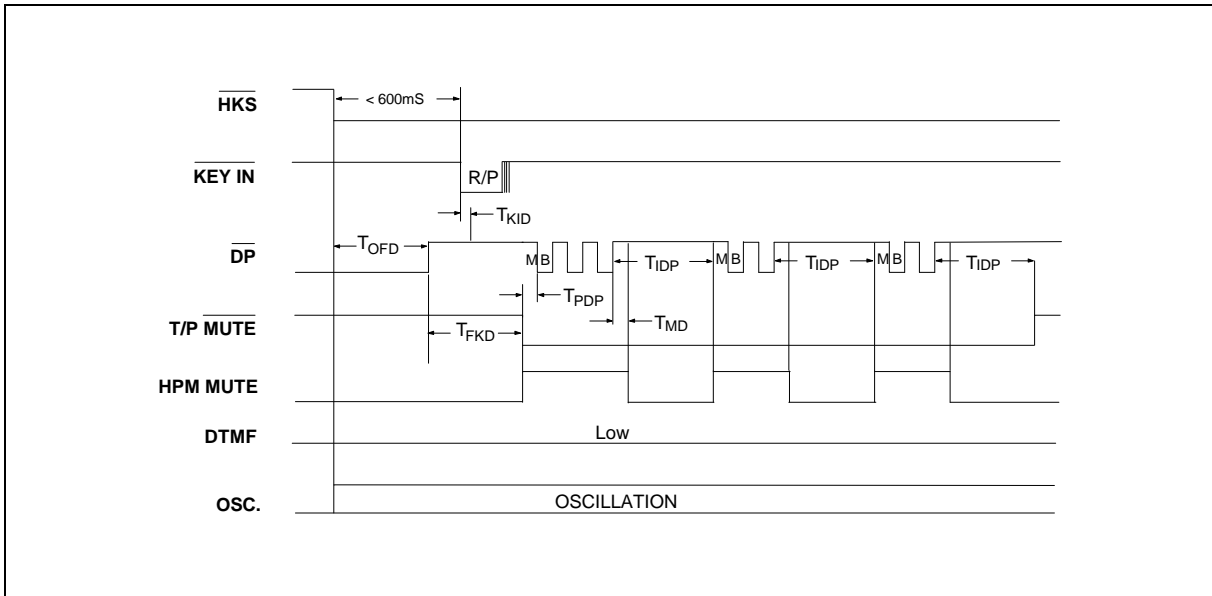 HKS
< 600mS
KEY IN
R/P
TKID
TOFD
DP
M B
TIDP
M B
TIDP
M B
TIDP
TPDP
T/P MUTE
TFKD
TMD
HPM MUTE
DTMF
Low
OSC.
OSCILLATION